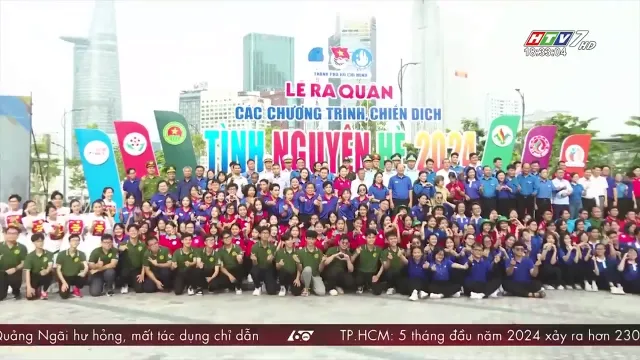 HTV7 HD
18:33:04
THÀNH PHỐ HỒ CHÍ MINH
LỄ RA QUÂN
CÁC CHƯƠNG TRÌNH, CHIẾN DỊCH
TÌNH NGUYỆN HÈ 2024
Quảng Ngãi hư hỏng, mất tác dụng chỉ dẫn
60
TP.HCM: 5 tháng đầu năm 2024 xảy ra hơn 230